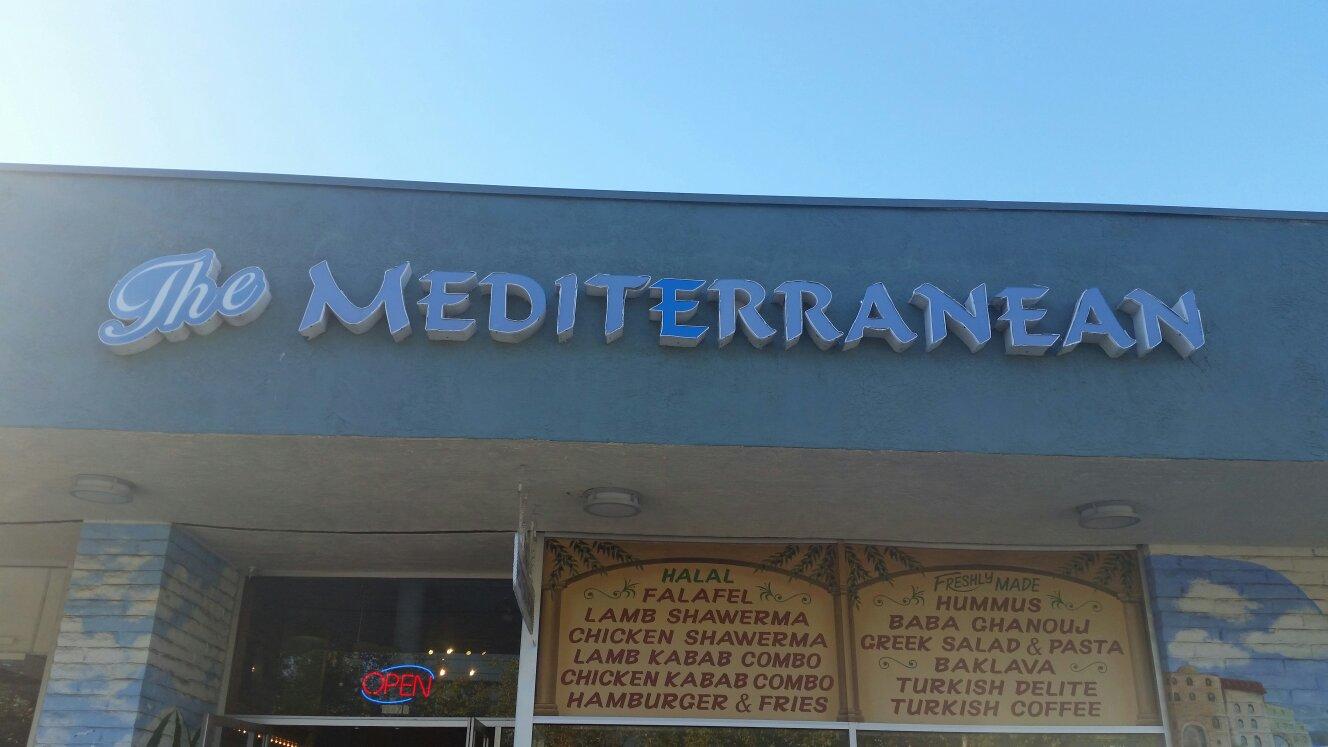 The MEDITERRANEAN
OPEN
HALAL
FALAFEL
LAMB SHAWERMA
CHICKEN SHAWERMA
LAMB KABAB COMBO
CHICKEN KABAB COMBO
HAMBURGER & FRIES
FRESHLY MADE
HUMMUS
BABA GHANOUJ
GREEK SALAD & PASTA
BAKLAVA
TURKISH DELITE
TURKISH COFFEE